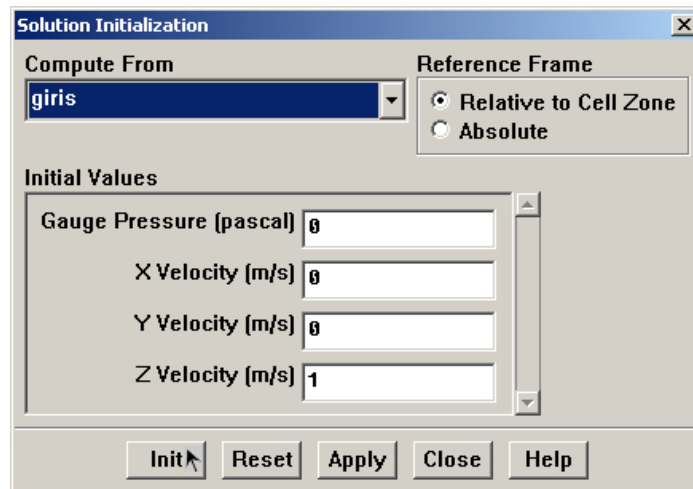 Solution Initialization
Compute From
giris
Reference Frame
Relative to Cell Zone
Absolute
Initial Values
Gauge Pressure (pascal) 0
X Velocity (m/s) 0
Y Velocity (m/s) 0
Z Velocity (m/s) 1
Init Reset Apply Close Help